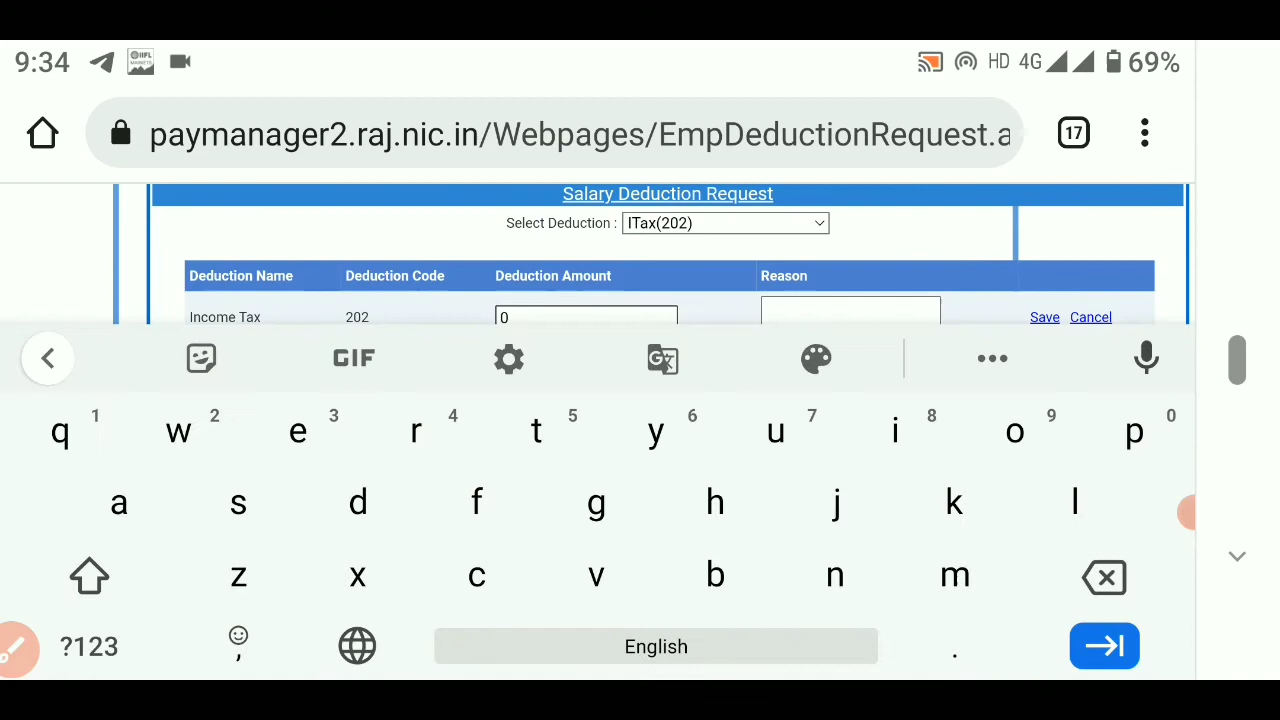 9:34 IIFL MARKETS HD 4G 69%
paymanager2.raj.nic.in/Webpages/EmpDeductionRequest.a 17
Salary Deduction Request
Select Deduction : ITax(202)
Deduction Name Deduction Code Deduction Amount Reason
Income Tax 202 0 Save Cancel
GIF
q 1 w 2 e 3 r 4 t 5 y 6 u 7 i 8 o 9 p 0
a s d f g h j k l
z x c v b n m
?123 , English .